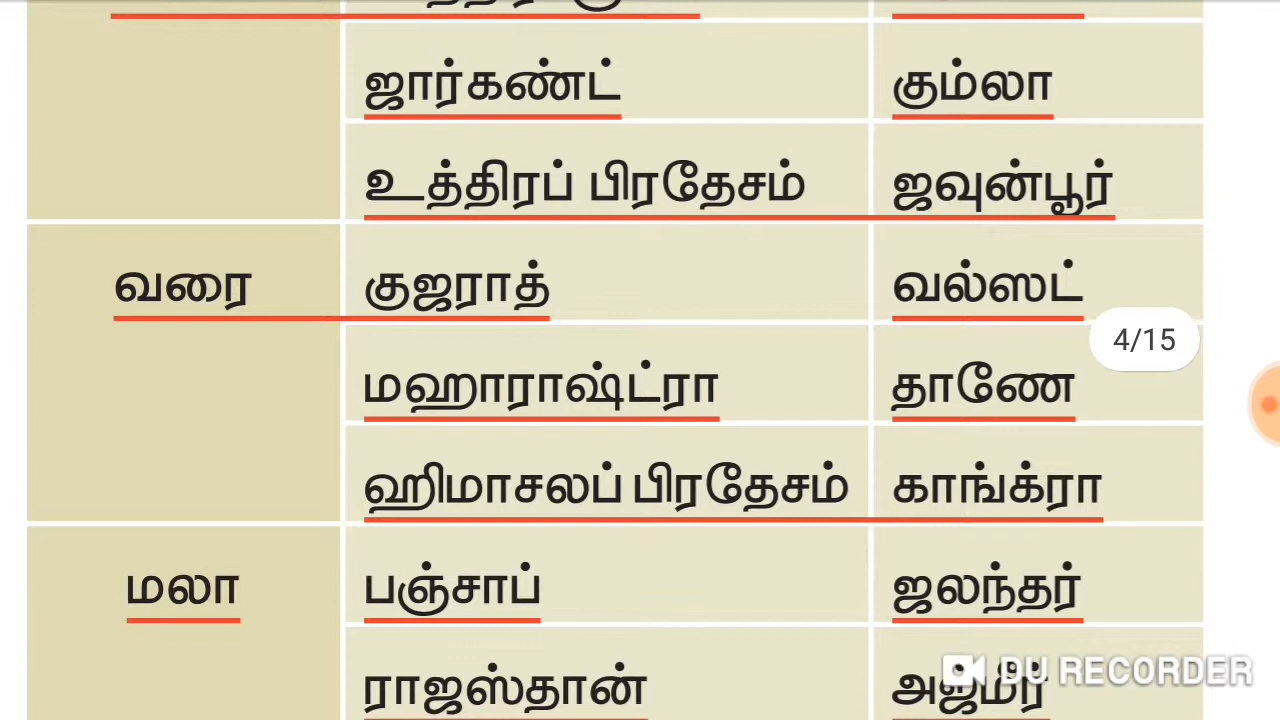 ஜார்கண்ட் கும்லா
உத்திரப் பிரதேசம் ஜவுன்பூர்
வரை குஜராத் வல்ஸட்
4/15
மஹாராஷ்ட்ரா தாணே
ஹிமாசலப் பிரதேசம் காங்க்ரா
மலா பஞ்சாப் ஜலந்தர்
ராஜஸ்தான் அஜ்மீர்
DU RECORDER